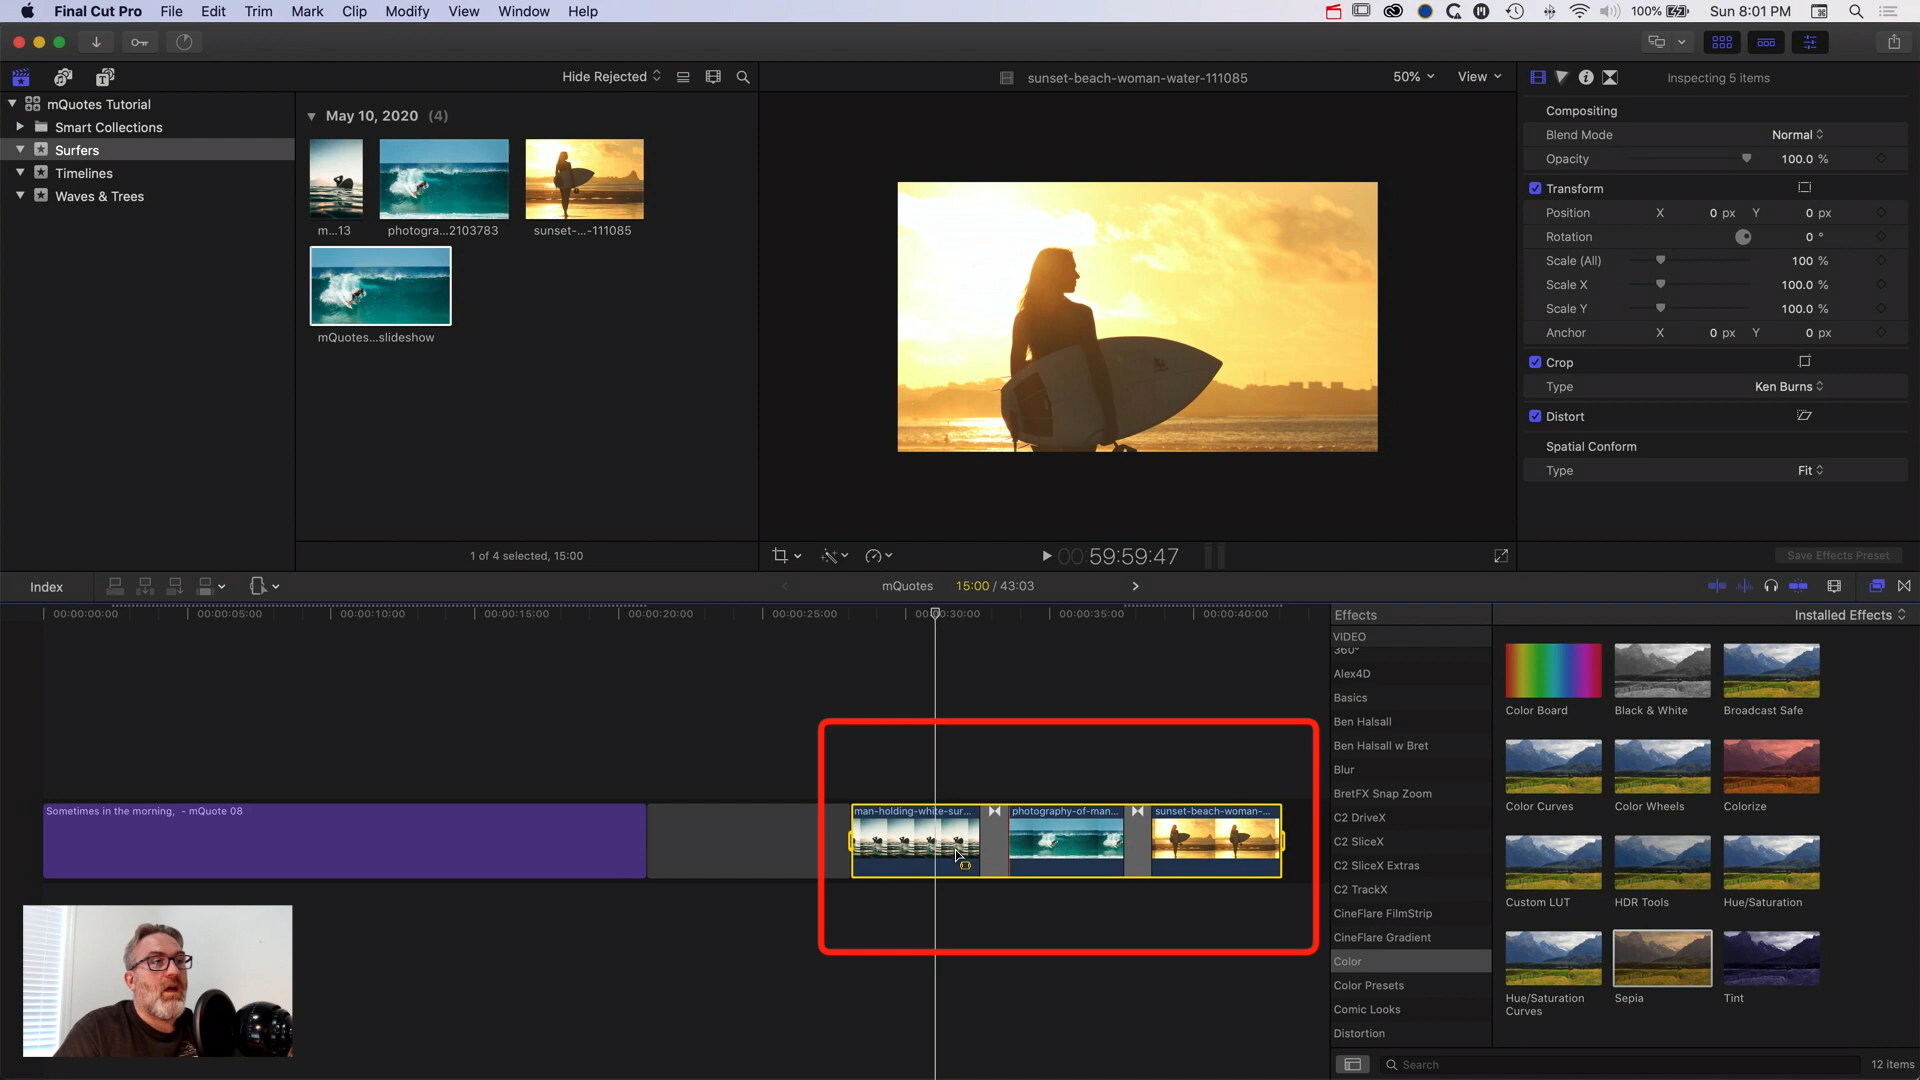 Final Cut Pro File Edit Trim Mark Clip Modify View Window Help 100% Sun 8:01 PM
Hide Rejected
sunset-beach-woman-water-111085
50% View
Inspecting 5 items
mQuotes Tutorial
Smart Collections
Surfers
Timelines
Waves & Trees
May 10, 2020 (4)
m...13
photogra...2103783
sunset-...-111085
mQuotes...slideshow
1 of 4 selected, 15:00
00:59:59:47
Compositing
Blend Mode Normal
Opacity 100.0 %
Transform
Position X 0 px Y 0 px
Rotation 0 °
Scale (All) 100 %
Scale X 100.0 %
Scale Y 100.0 %
Anchor X 0 px Y 0 px
Crop
Type Ken Burns
Distort
Spatial Conform
Type Fit
Save Effects Preset
Index
mQuotes 15:00 / 43:03
00:00:00:00 00:00:05:00 00:00:10:00 00:00:15:00 00:00:20:00 00:00:25:00 00:00:30:00 00:00:35:00 00:00:40:00
Sometimes in the morning, - mQuote 08
man-holding-white-sur...
photography-of-man...
sunset-beach-woman-...
Effects
Installed Effects
VIDEO
360°
Alex4D
Basics
Ben Halsall
Ben Halsall w Bret
Blur
BretFX Snap Zoom
C2 DriveX
C2 SliceX
C2 SliceX Extras
C2 TrackX
CineFlare FilmStrip
CineFlare Gradient
Color
Color Presets
Comic Looks
Distortion
Color Board
Black & White
Broadcast Safe
Color Curves
Color Wheels
Colorize
Custom LUT
HDR Tools
Hue/Saturation
Hue/Saturation
Curves
Sepia
Tint
Search
12 items